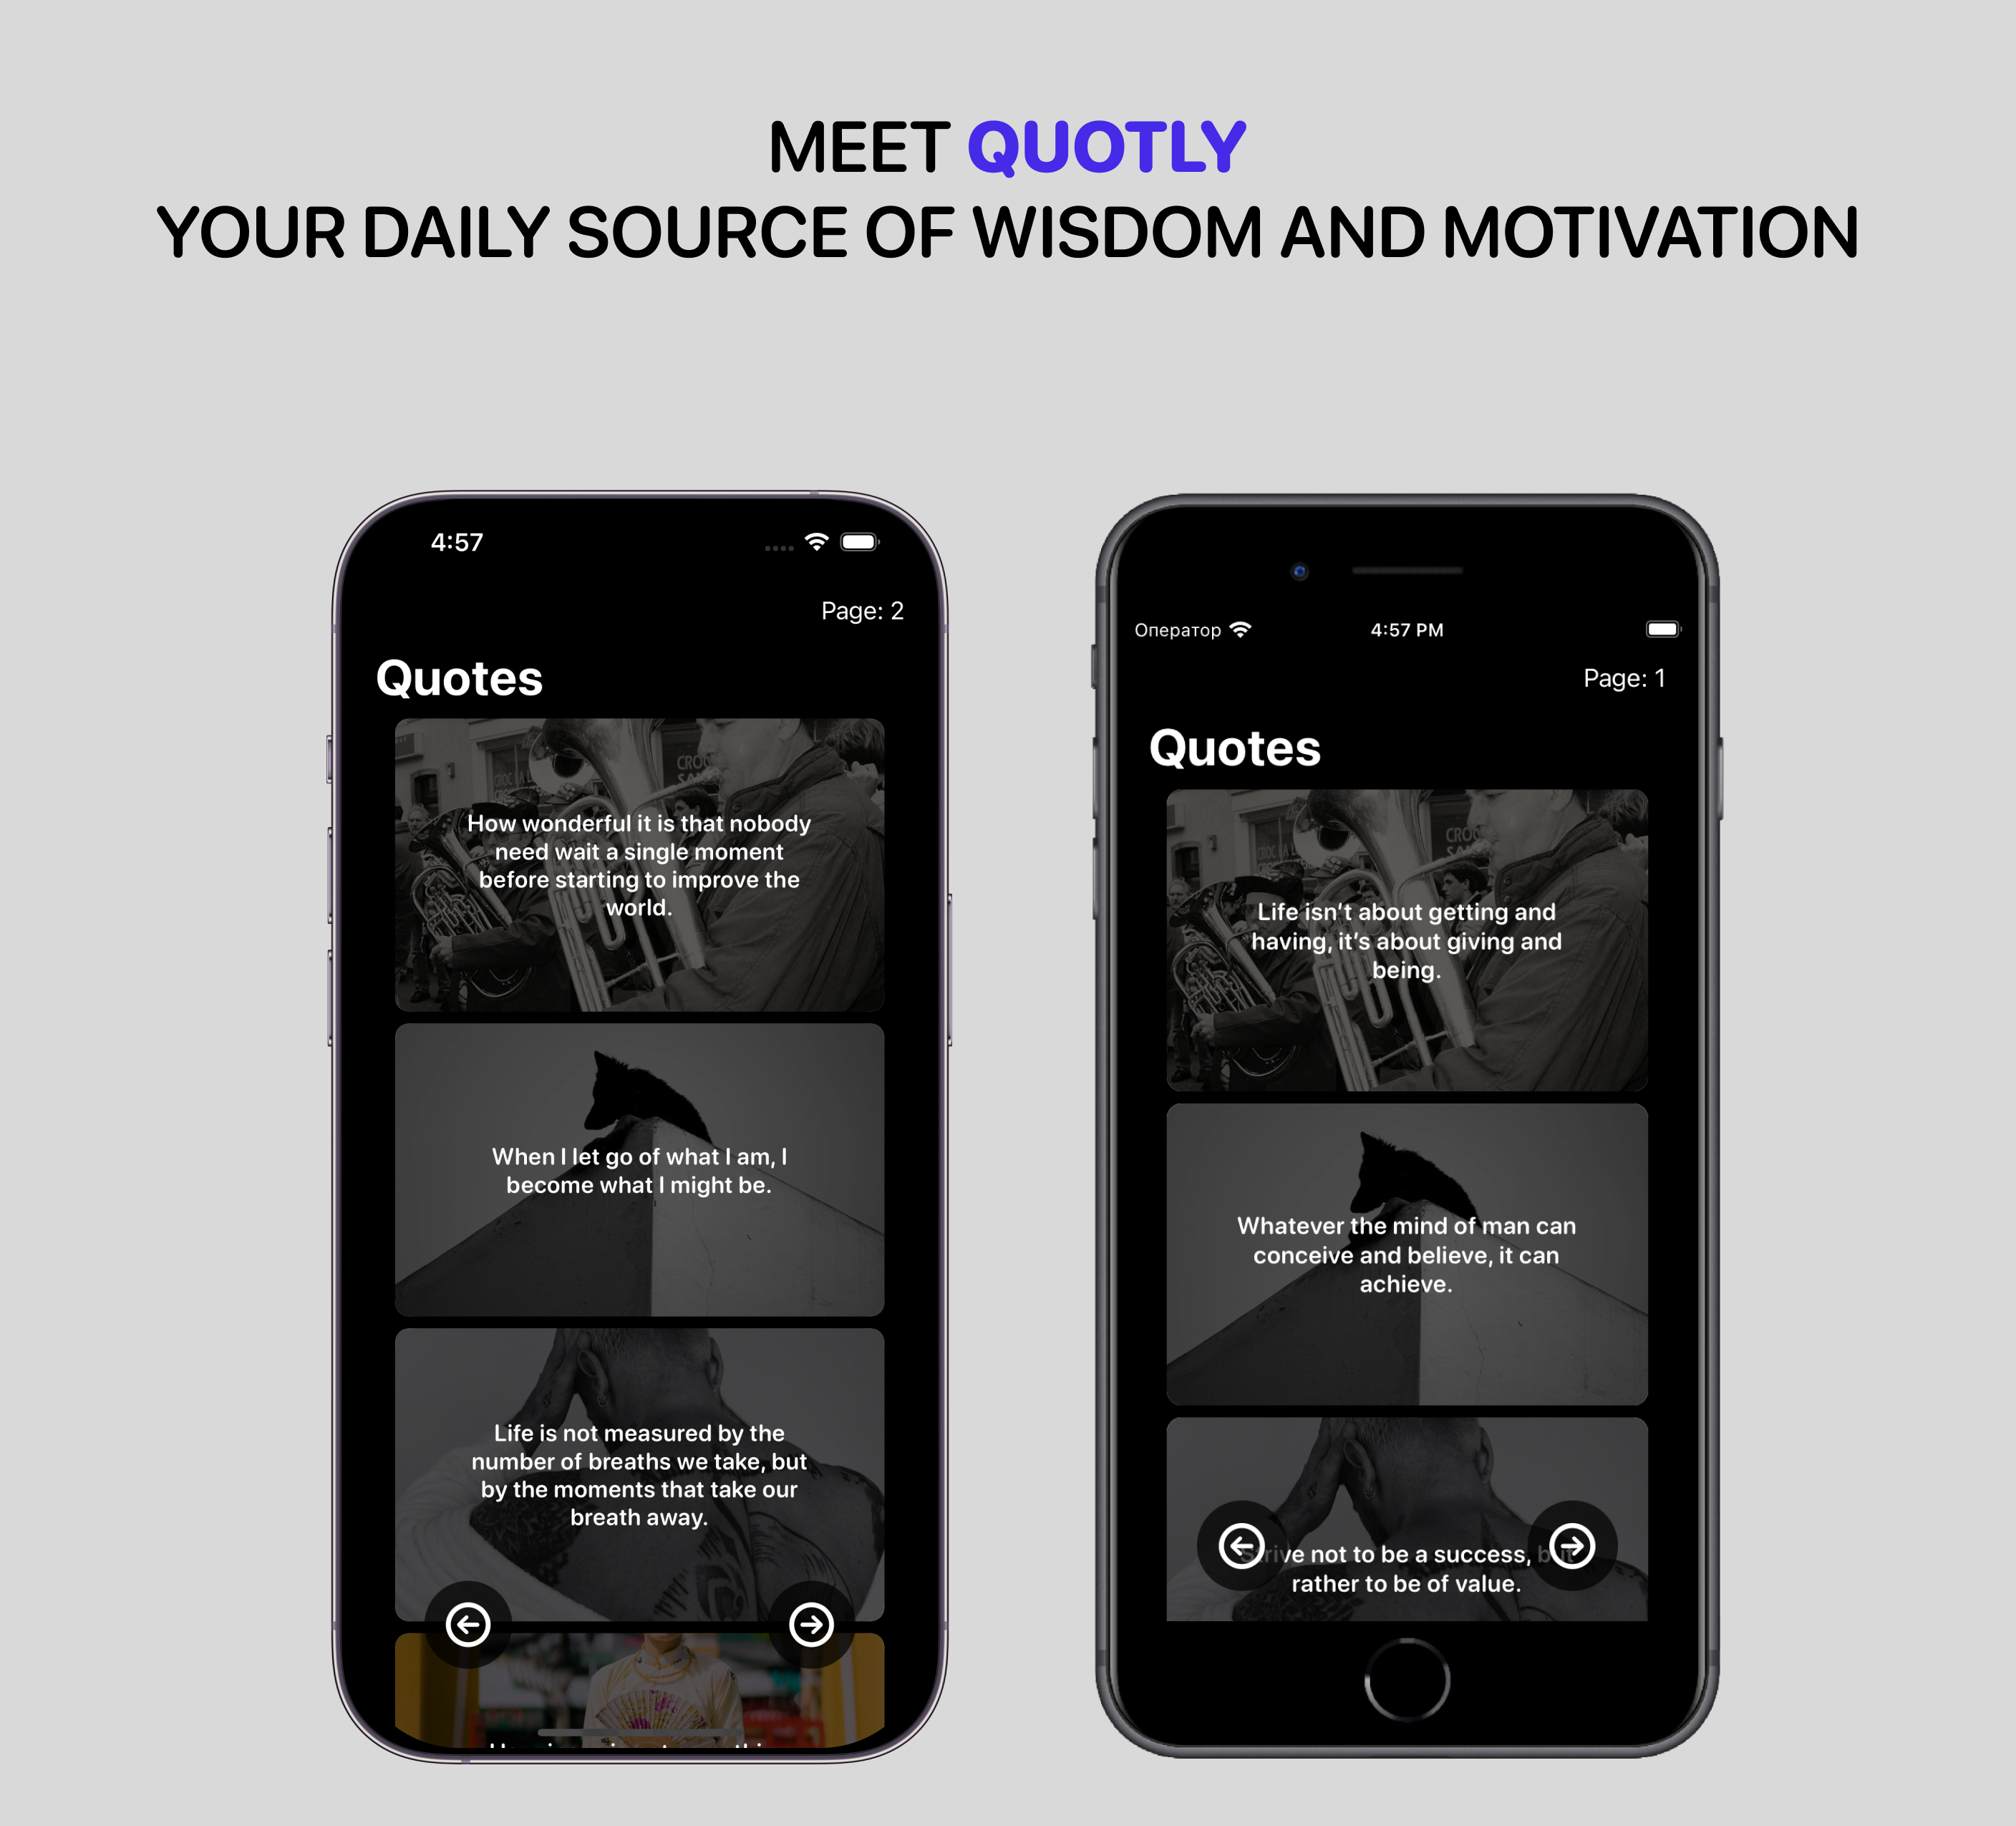 MEET QUOTLY
YOUR DAILY SOURCE OF WISDOM AND MOTIVATION
4:57
Page: 2
Quotes
CROC
How wonderful it is that nobody
need wait a single moment
before starting to improve the
world.
When I let go of what I am, I
become what I might be.
Life is not measured by the
number of breaths we take, but
by the moments that take our
breath away.
Оператор
4:57 PM
Page: 1
Quotes
CROC
Life isn’t about getting and
having, it’s about giving and
being.
Whatever the mind of man can
conceive and believe, it can
achieve.
Strive not to be a success, but
rather to be of value.